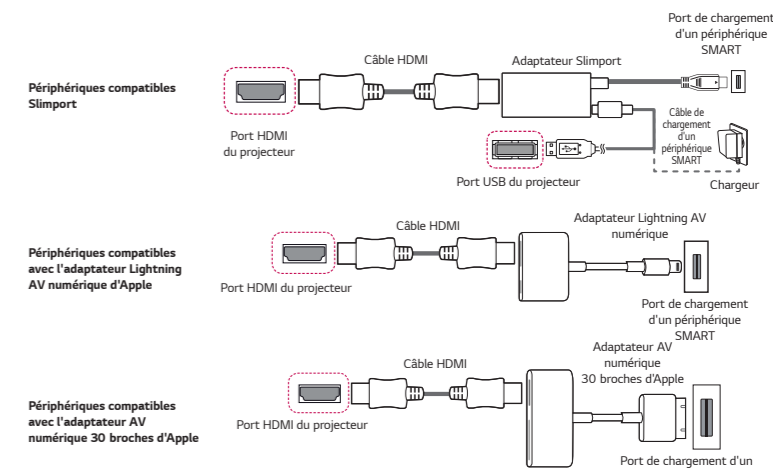 Port de chargement
d'un périphérique
SMART
Câble HDMI
Adaptateur Slimport
Périphériques compatibles
Slimport
Port HDMI
du projecteur
Câble de
chargement
d'un
périphérique
SMART
Port USB du projecteur
Chargeur
Câble HDMI
Adaptateur Lightning AV
numérique
Périphériques compatibles
avec l'adaptateur Lightning
AV numérique d'Apple
Port HDMI du projecteur
Port de chargement
d'un périphérique
SMART
Câble HDMI
Adaptateur AV
numérique
30 broches d'Apple
Périphériques compatibles
avec l'adaptateur AV
numérique 30 broches d'Apple
Port HDMI du projecteur
Port de chargement d'un